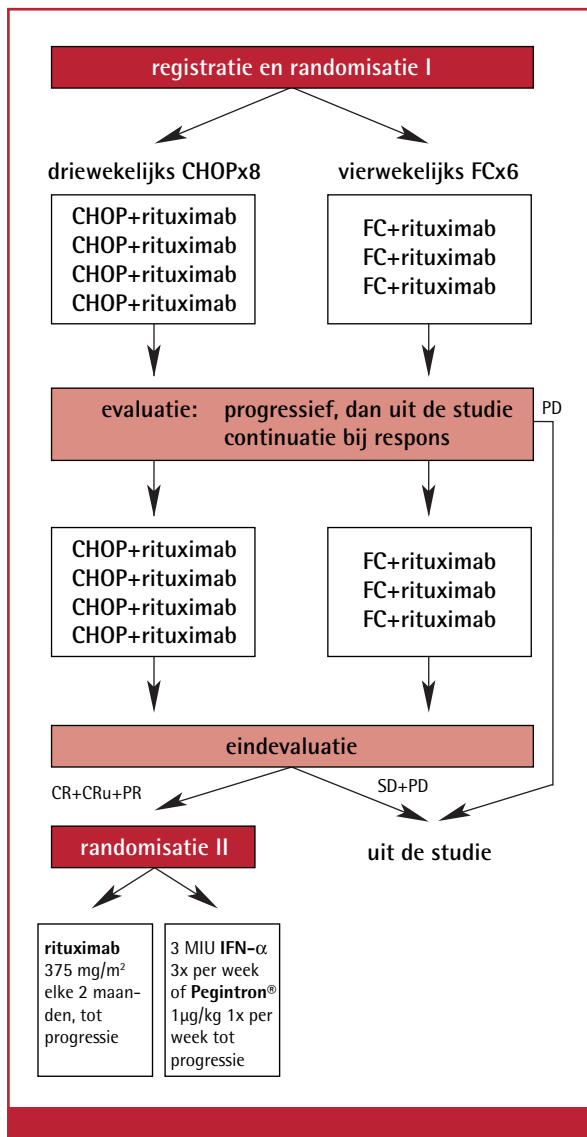 registratie en randomisatie I
driewekelijks CHOPx8
vierwekelijks FCx6
CHOP+rituximab
CHOP+rituximab
CHOP+rituximab
CHOP+rituximab
FC+rituximab
FC+rituximab
FC+rituximab
evaluatie: progressief, dan uit de studie
continuatie bij respons
PD
CHOP+rituximab
CHOP+rituximab
CHOP+rituximab
CHOP+rituximab
FC+rituximab
FC+rituximab
FC+rituximab
eindevaluatie
CR+CRu+PR
SD+PD
randomisatie II
uit de studie
rituximab
375 mg/m²
elke 2 maan-
den, tot
progressie
3 MIU IFN-α
3x per week
of Pegintron®
1µg/kg 1x per
week tot
progressie